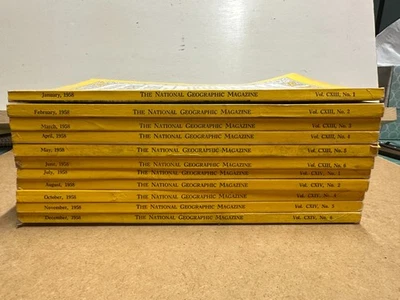 January, 1958 THE NATIONAL GEOGRAPHIC MAGAZINE Vol. CXIII, No. 1
February, 1958 THE NATIONAL GEOGRAPHIC MAGAZINE Vol. CXIII, No. 2
March, 1958 THE NATIONAL GEOGRAPHIC MAGAZINE Vol. CXIII, No. 3
April, 1958 THE NATIONAL GEOGRAPHIC MAGAZINE Vol. CXIII, No. 4
May, 1958 THE NATIONAL GEOGRAPHIC MAGAZINE Vol. CXIII, No. 5
June, 1958 THE NATIONAL GEOGRAPHIC MAGAZINE Vol. CXIII, No. 6
July, 1958 THE NATIONAL GEOGRAPHIC MAGAZINE Vol. CXIV, No. 1
August, 1958 THE NATIONAL GEOGRAPHIC MAGAZINE Vol. CXIV, No. 2
October, 1958 THE NATIONAL GEOGRAPHIC MAGAZINE Vol. CXIV, No. 4
November, 1958 THE NATIONAL GEOGRAPHIC MAGAZINE Vol. CXIV, No. 5
December, 1958 THE NATIONAL GEOGRAPHIC MAGAZINE Vol. CXIV, No. 6